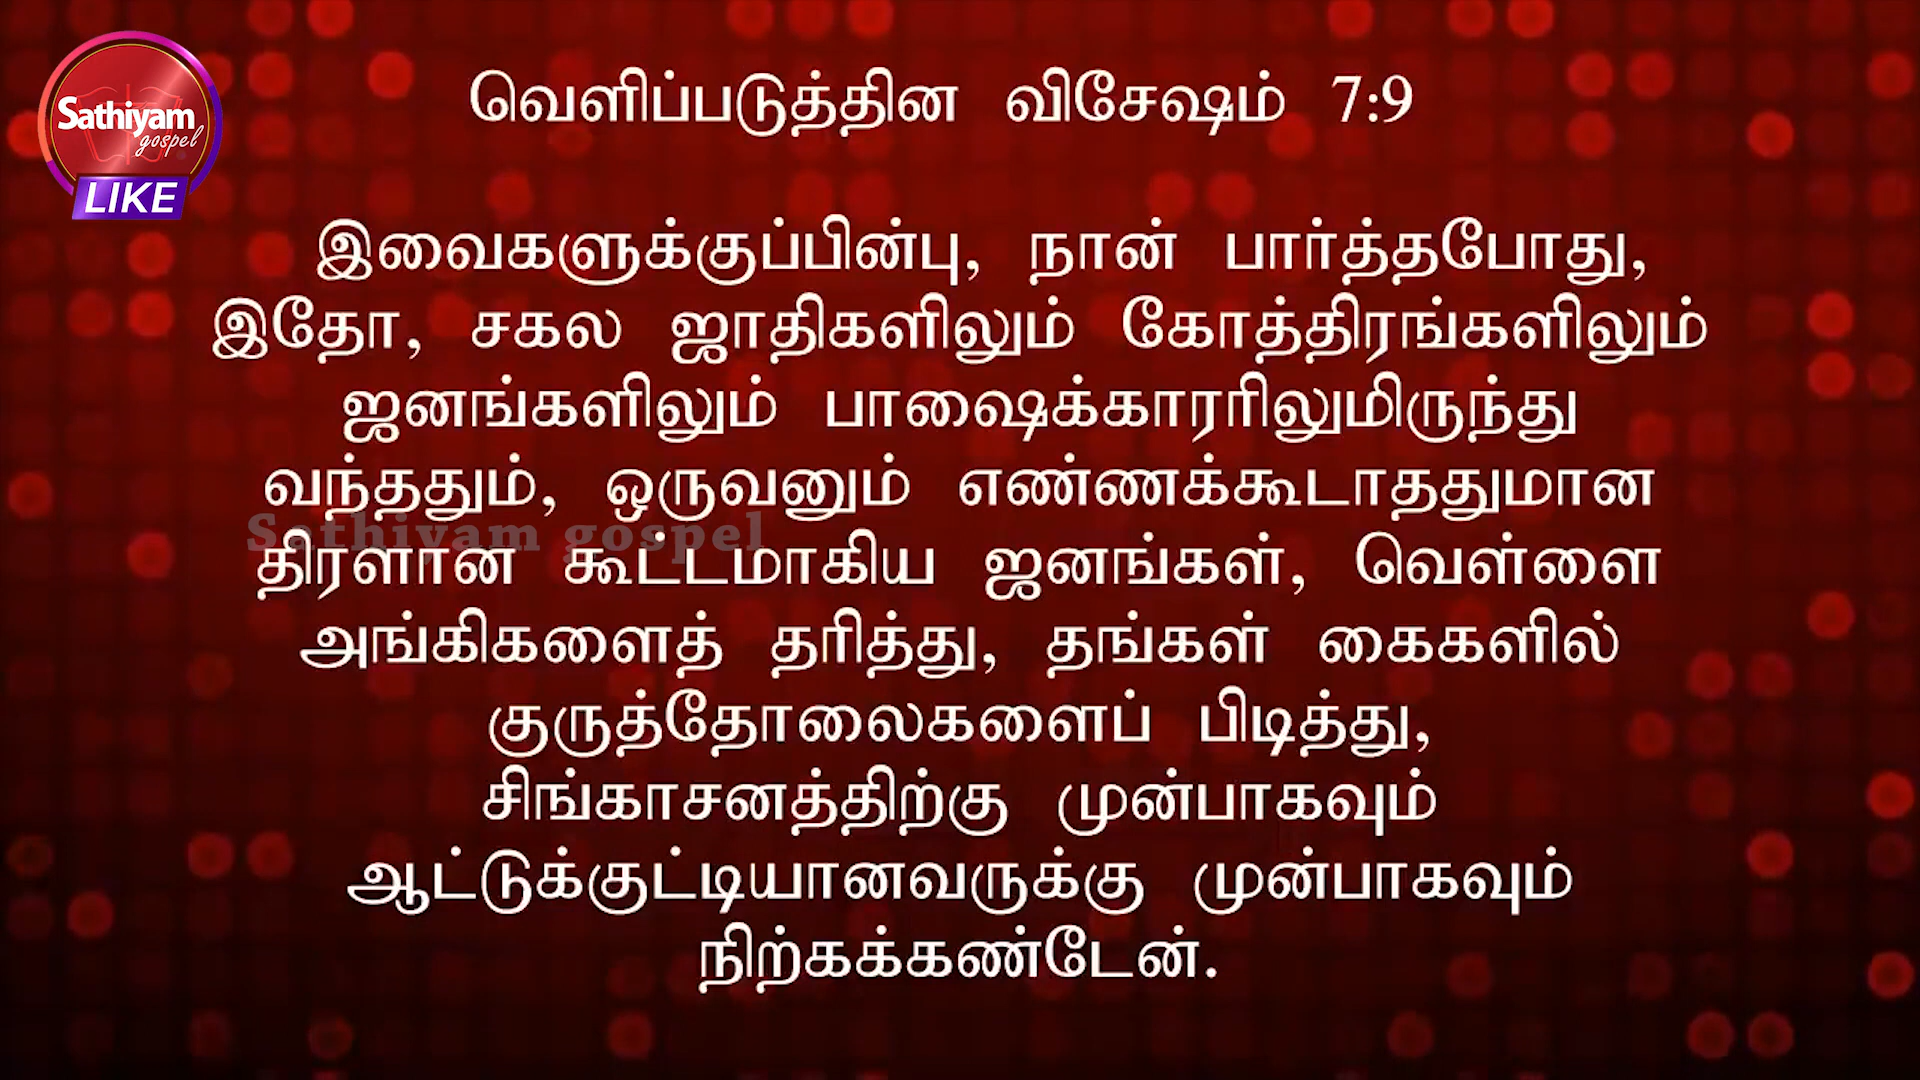 Sathiyam
gospel
LIKE
வெளிப்படுத்தின விசேஷம் 7:9
இவைகளுக்குப்பின்பு, நான் பார்த்தபோது,
இதோ, சகல ஜாதிகளிலும் கோத்திரங்களிலும்
ஜனங்களிலும் பாஷைக்காரரிலுமிருந்து
வந்ததும், ஒருவனும் எண்ணக்கூடாததுமான
Sathiyam gospel
திரளான கூட்டமாகிய ஜனங்கள், வெள்ளை
அங்கிகளைத் தரித்து, தங்கள் கைகளில்
குருத்தோலைகளைப் பிடித்து,
சிங்காசனத்திற்கு முன்பாகவும்
ஆட்டுக்குட்டியானவருக்கு முன்பாகவும்
நிற்கக்கண்டேன்.